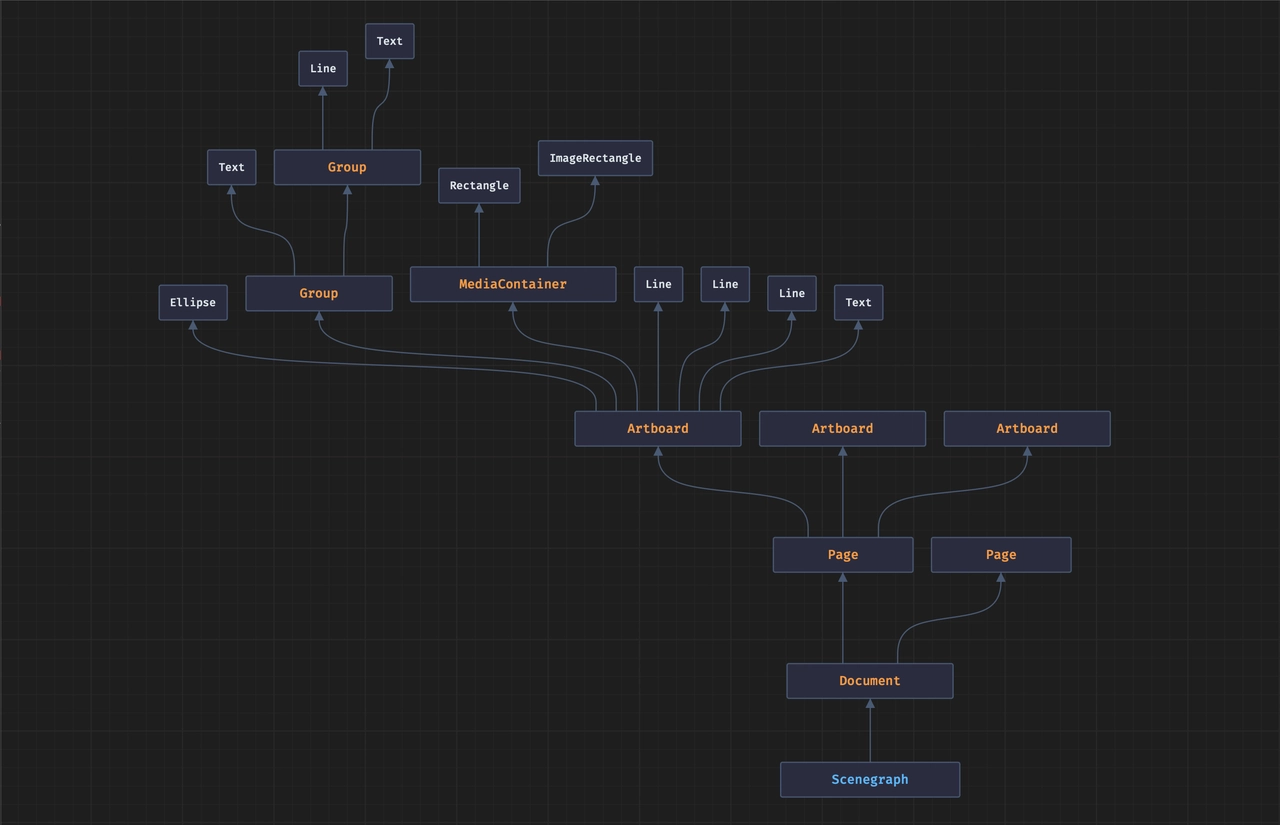 Text
Line
ImageRectangle
Text
Group
Rectangle
MediaContainer
Line
Line
Group
Line
Ellipse
Text
Artboard
Artboard
Artboard
Page
Page
Document
Scenegraph